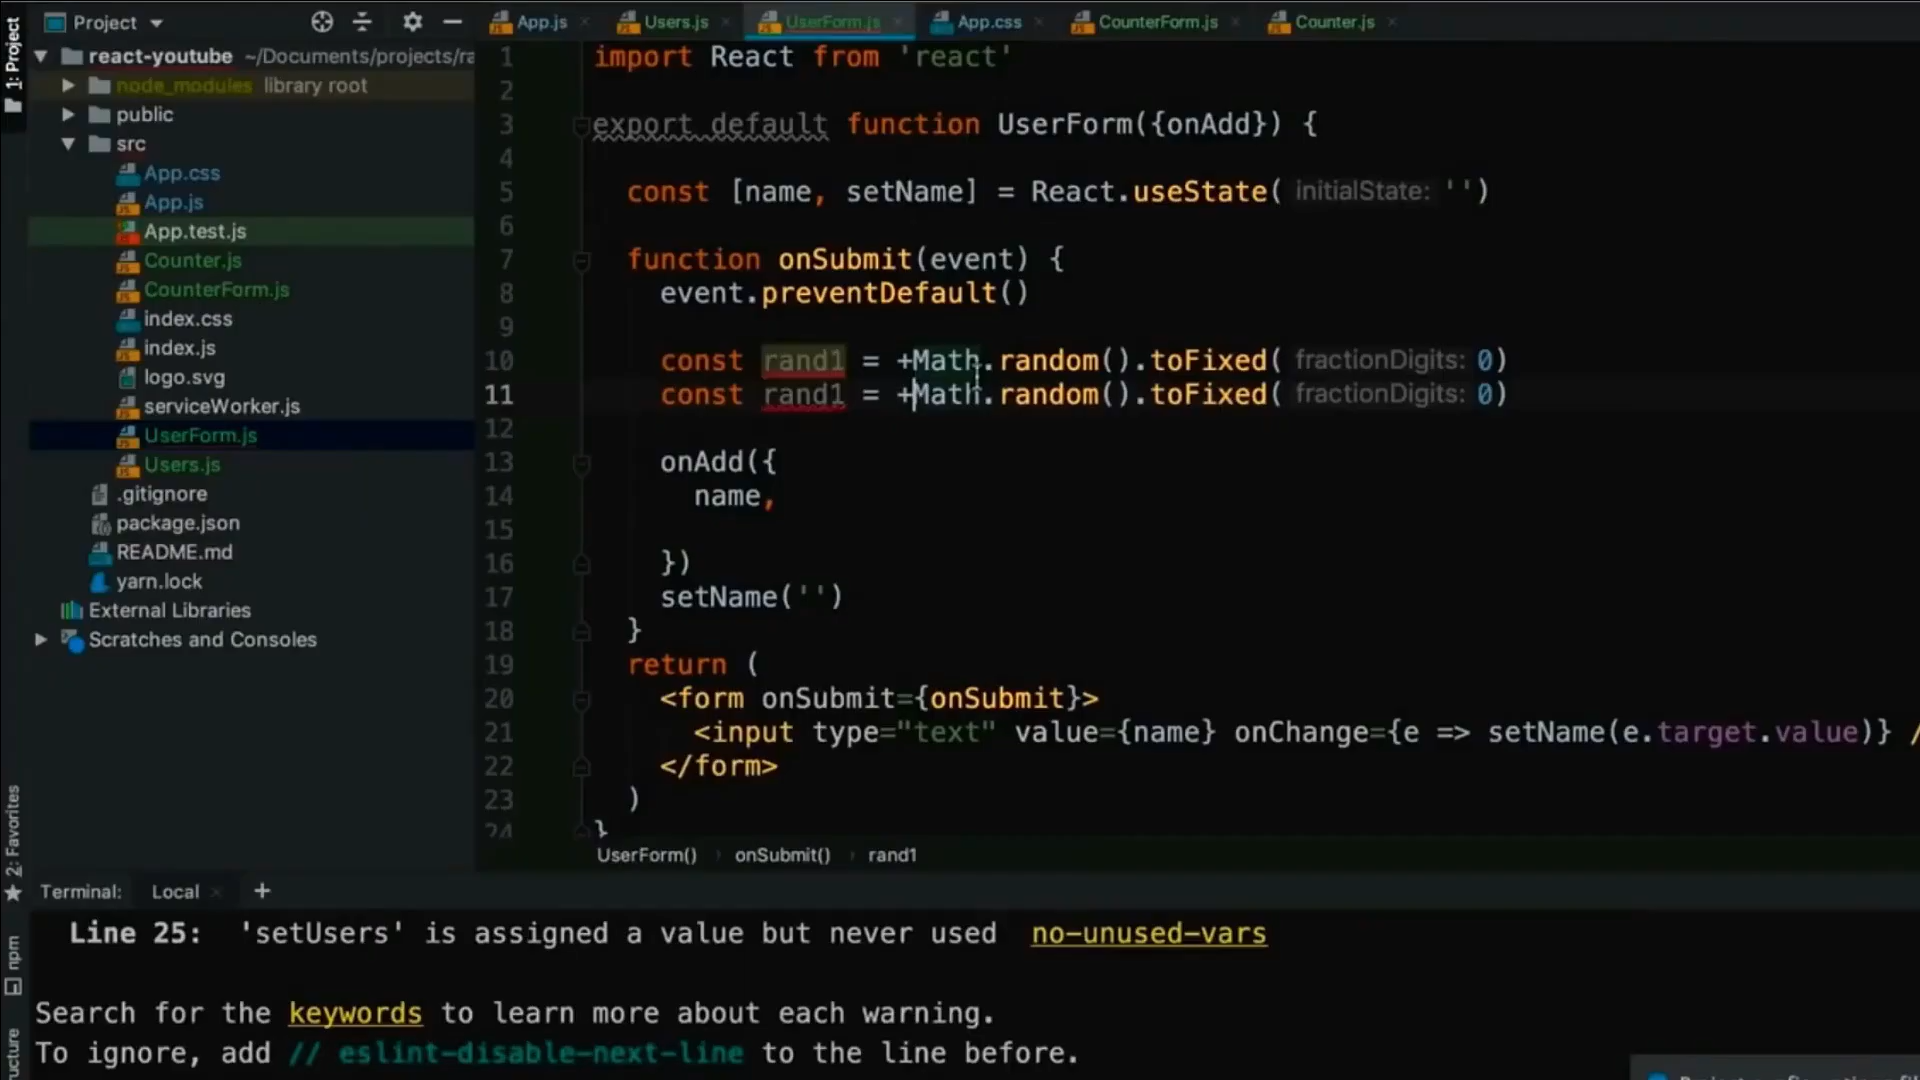 Project
App.js
Users.js
UserForm.js
App.css
CounterForm.js
Counter.js
1: Project
react-youtube ~/Documents/projects/ra
node_modules library root
public
src
App.css
App.js
App.test.js
Counter.js
CounterForm.js
index.css
index.js
logo.svg
serviceWorker.js
UserForm.js
Users.js
.gitignore
package.json
README.md
yarn.lock
External Libraries
Scratches and Consoles
1 import React from 'react'
2
3 export default function UserForm({onAdd}) {
4
5 const [name, setName] = React.useState( initialState: '')
6
7 function onSubmit(event) {
8 event.preventDefault()
9
10 const rand1 = +Math.random().toFixed( fractionDigits: 0)
11 const rand1 = +Math.random().toFixed( fractionDigits: 0)
12
13 onAdd({
14 name,
15
16 })
17 setName('')
18 }
19 return (
20 <form onSubmit={onSubmit}>
21 <input type="text" value={name} onChange={e => setName(e.target.value)} /
22 </form>
23 )
24 }
UserForm() › onSubmit() › rand1
2: Favorites
npm
Terminal: Local +
Line 25: 'setUsers' is assigned a value but never used no-unused-vars
Search for the keywords to learn more about each warning.
To ignore, add // eslint-disable-next-line to the line before.